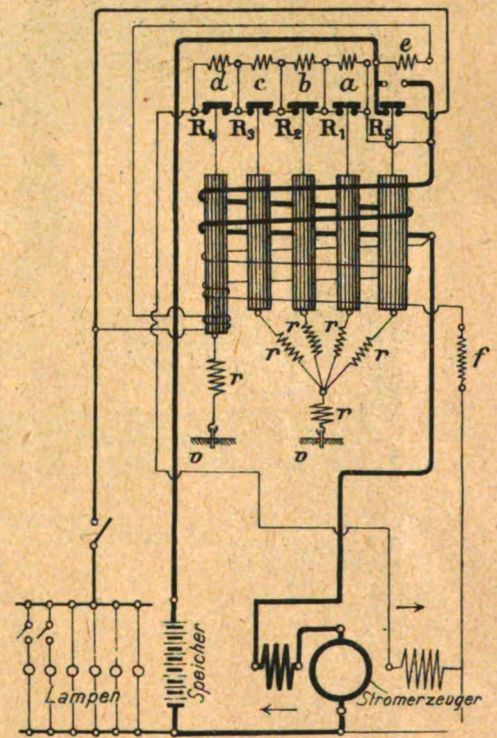 e
d c b a
R₄ R₃ R₂ R₁ R₅
r r r r r
f
r
v v
Speicher
Lampen
Stromerzeuger